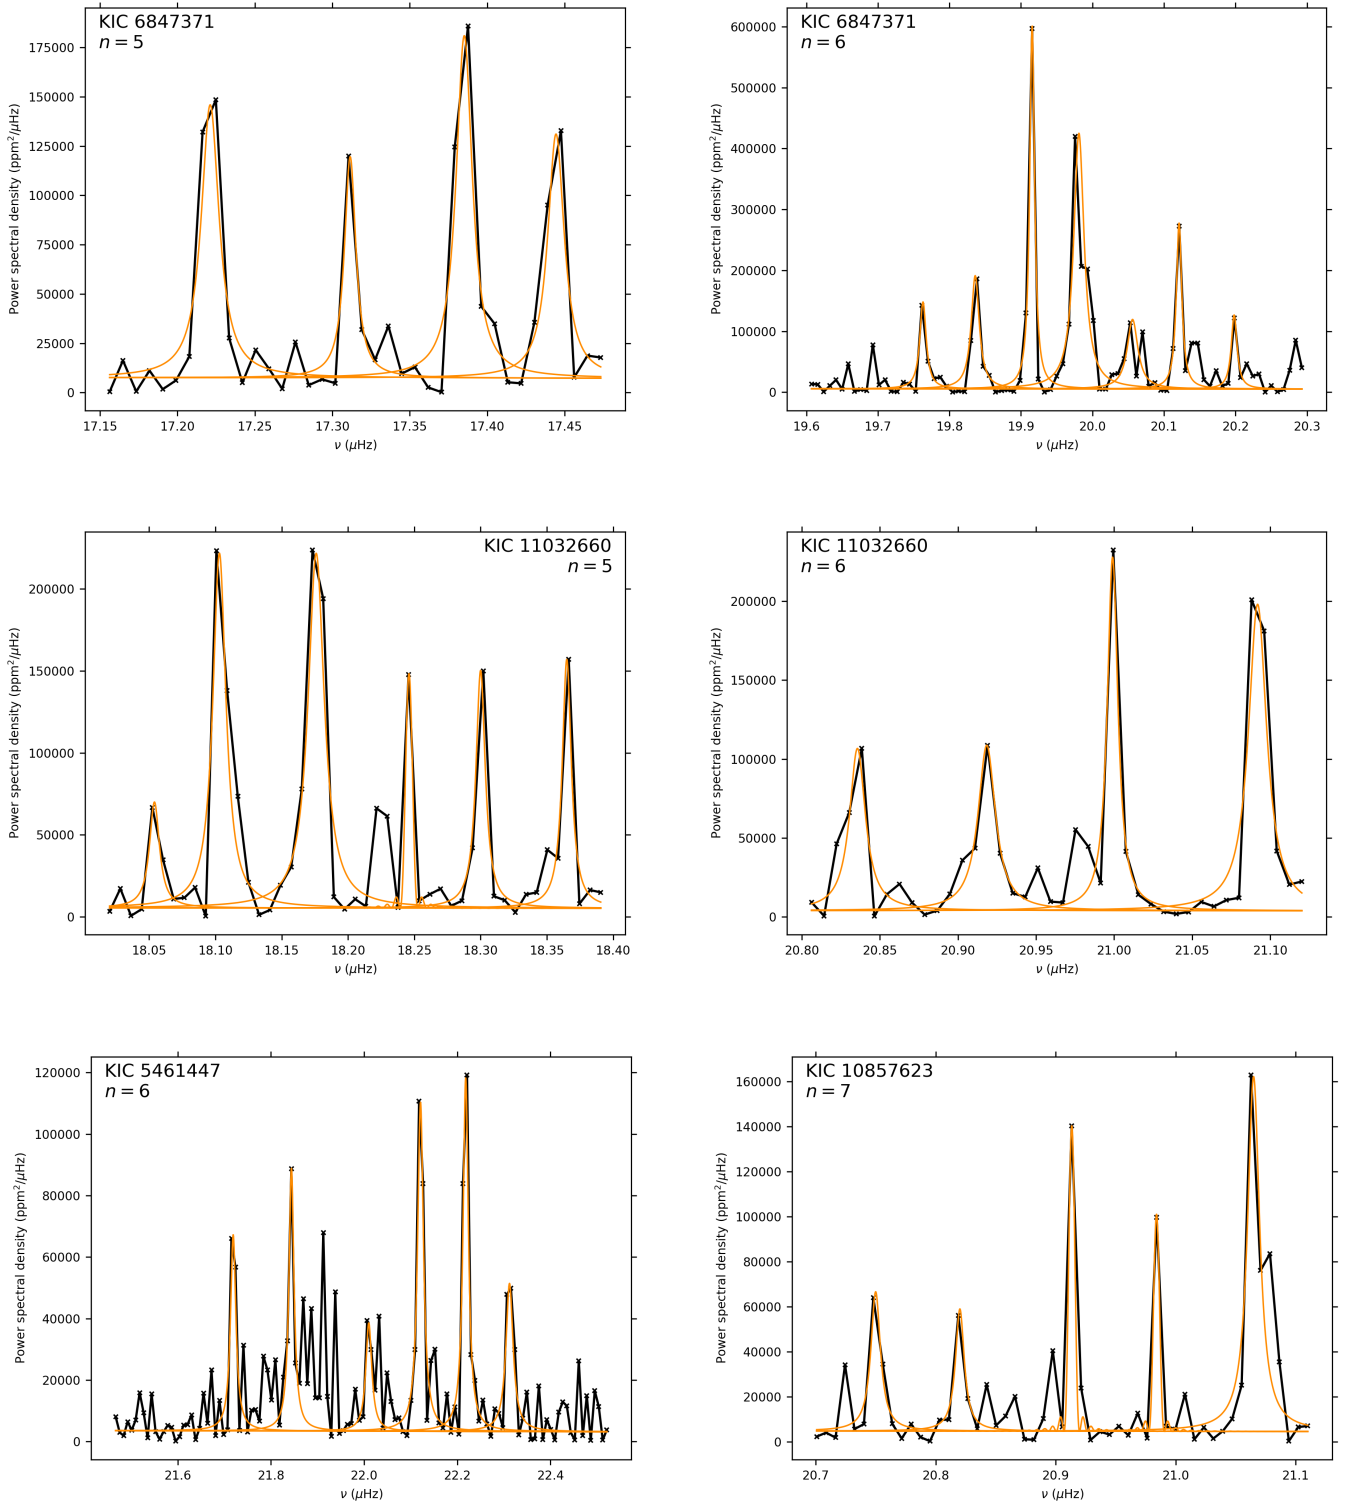 KIC 6847371
n = 5
175000
150000
125000
100000
75000
50000
25000
0
Power spectral density (ppm²/μHz)
17.15 17.20 17.25 17.30 17.35 17.40 17.45
ν (μHz)
KIC 6847371
n = 6
600000
500000
400000
300000
200000
100000
0
Power spectral density (ppm²/μHz)
19.6 19.7 19.8 19.9 20.0 20.1 20.2 20.3
ν (μHz)
KIC 11032660
n = 5
200000
150000
100000
50000
0
Power spectral density (ppm²/μHz)
18.05 18.10 18.15 18.20 18.25 18.30 18.35 18.40
ν (μHz)
KIC 11032660
n = 6
200000
150000
100000
50000
0
Power spectral density (ppm²/μHz)
20.80 20.85 20.90 20.95 21.00 21.05 21.10
ν (μHz)
KIC 5461447
n = 6
120000
100000
80000
60000
40000
20000
0
Power spectral density (ppm²/μHz)
21.6 21.8 22.0 22.2 22.4
ν (μHz)
KIC 10857623
n = 7
160000
140000
120000
100000
80000
60000
40000
20000
0
Power spectral density (ppm²/μHz)
20.7 20.8 20.9 21.0 21.1
ν (μHz)